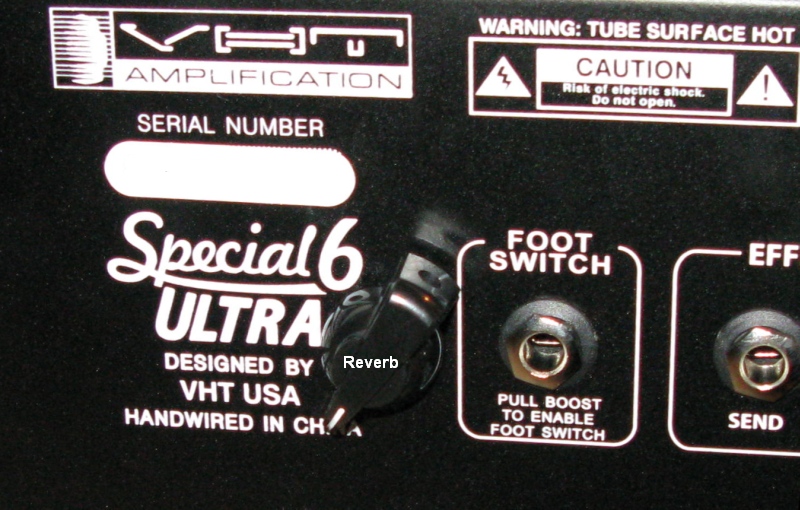 VHT
AMPLIFICATION
SERIAL NUMBER
Special 6
ULTRA
DESIGNED BY
VHT USA
HANDWIRED IN
Reverb
WARNING: TUBE SURFACE HOT
CAUTION
Risk of electric shock.
Do not open.
FOOT
SWITCH
PULL BOOST
TO ENABLE
FOOT SWITCH
EFF
SEND